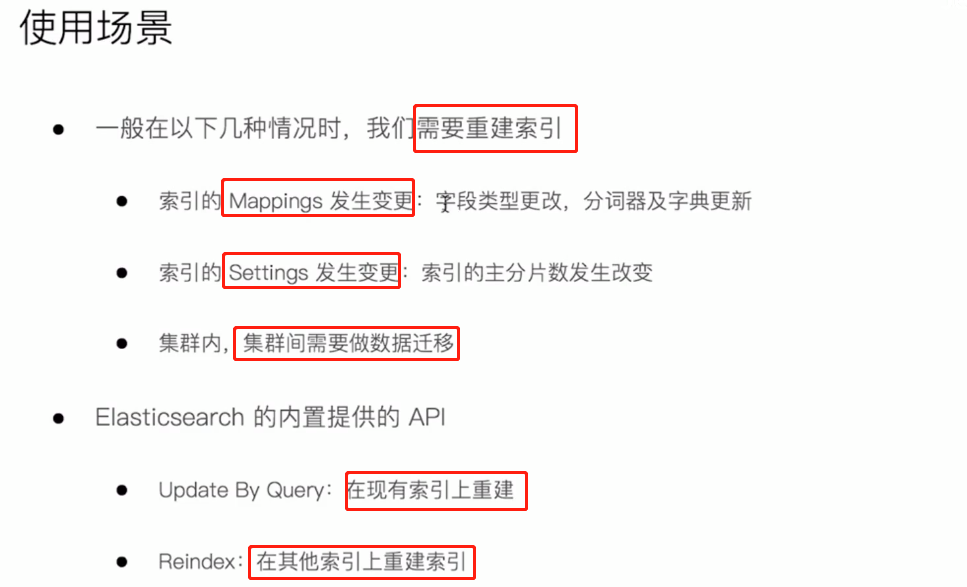 使用场景
一般在以下几种情况时，我们需要重建索引
索引的 Mappings 发生变更：字段类型更改，分词器及字典更新
索引的 Settings 发生变更：索引的主分片数发生改变
集群内，集群间需要做数据迁移
Elasticsearch 的内置提供的 API
Update By Query：在现有索引上重建
Reindex：在其他索引上重建索引